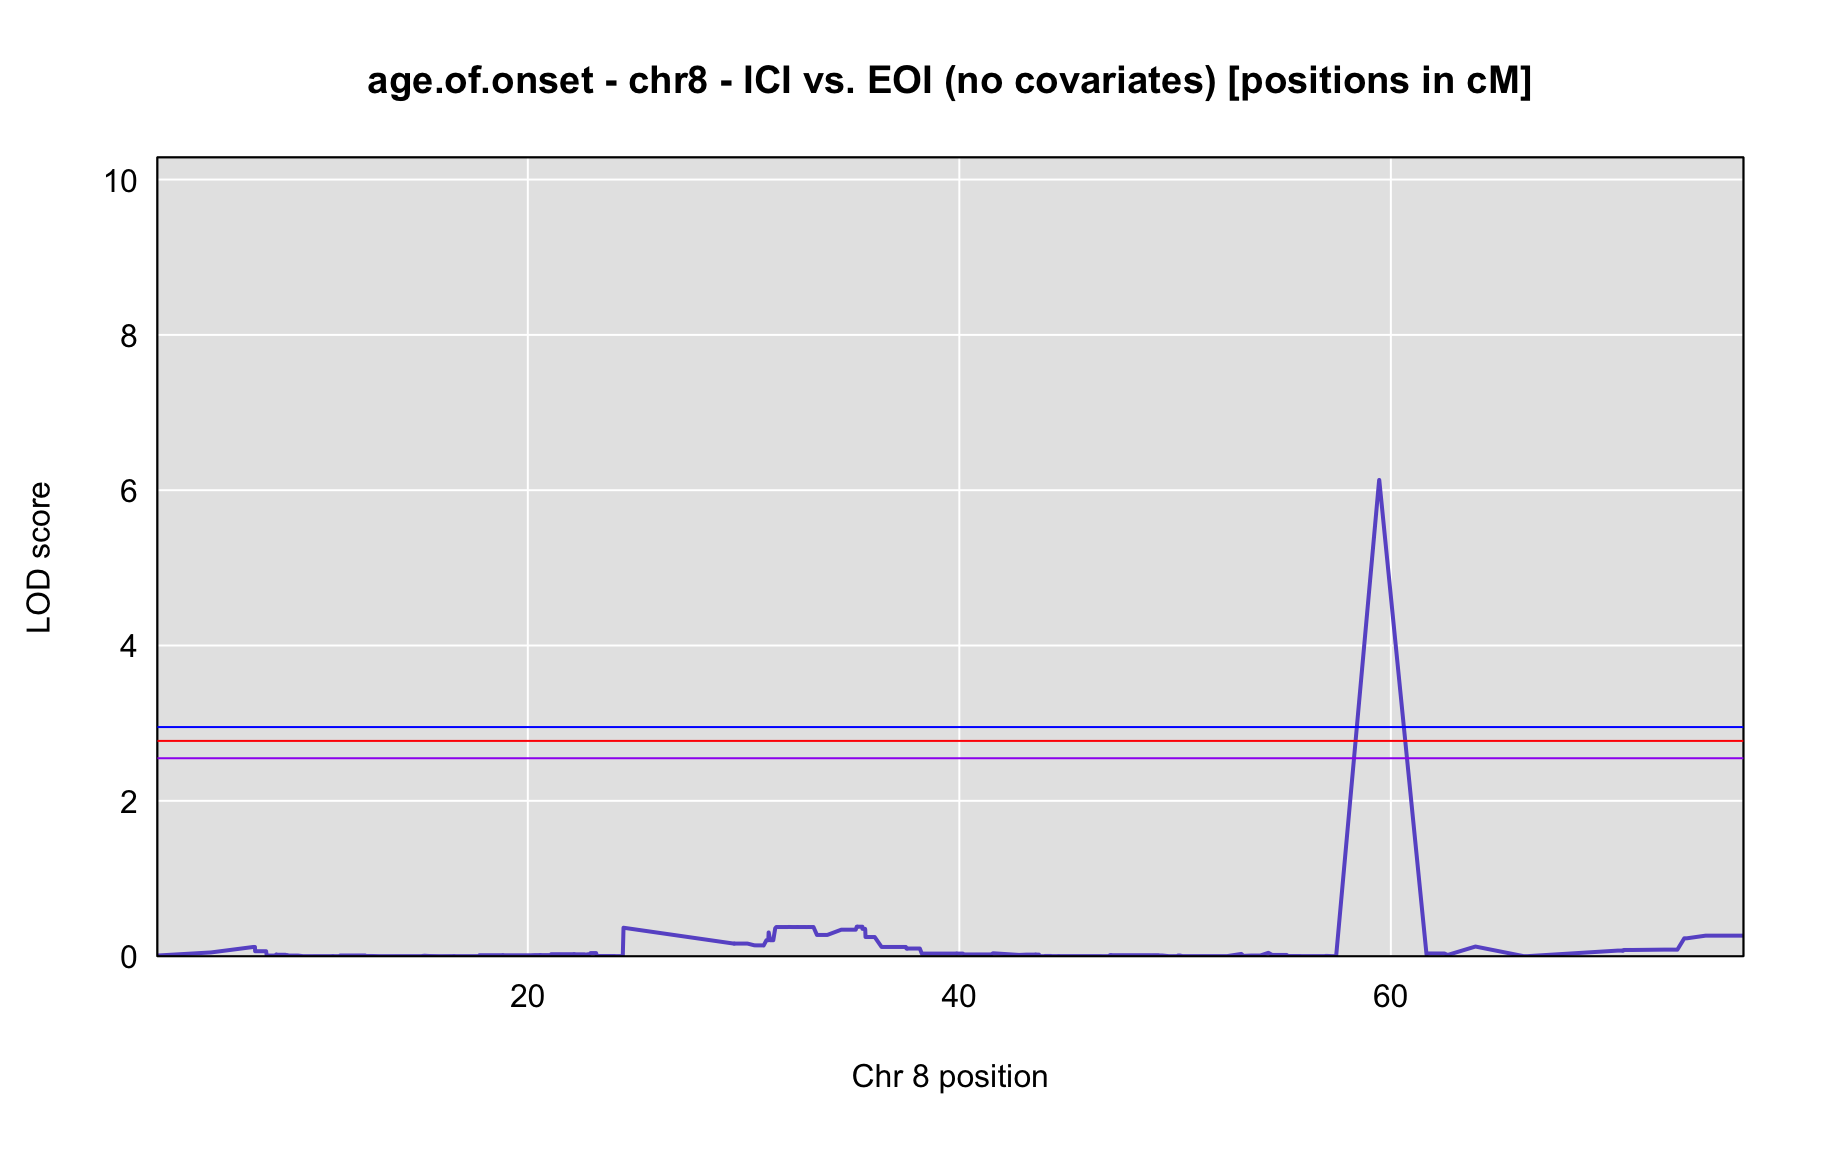 age.of.onset - chr8 - ICI vs. EOI (no covariates) [positions in cM]
10
8
6
4
2
0
LOD score
20 40 60
Chr 8 position